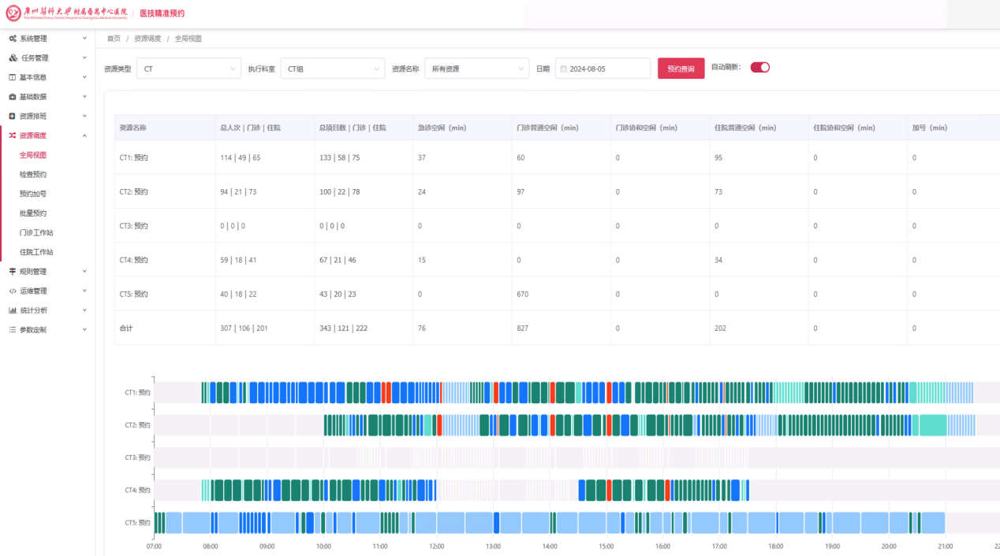 广州医科大学附属番禺中心医院 医技精准预约
The Affiliated Panyu Central Hospital of Guangzhou Medical University
首页 / 资源调度 / 全局视图
系统管理
任务管理
基本信息
基础数据
资源排班
资源调度
全局视图
检查预约
预约加号
批量预约
门诊工作站
住院工作站
规则管理
运维管理
统计分析
参数定制
资源类型 CT 执行科室 CT组 资源名称 所有资源 日期 2024-08-05 预约查询 自动刷新：
资源名称 总人次 | 门诊 | 住院 总项目数 | 门诊 | 住院 急诊空闲（min） 门诊普通空闲（min） 门诊协和空闲（min） 住院普通空闲（min） 住院协和空闲（min） 加号（min）
CT1: 预约 114 | 49 | 65 133 | 58 | 75 37 60 0 95 0 0
CT2: 预约 94 | 21 | 73 100 | 22 | 78 24 97 0 73 0 0
CT3: 预约 0 | 0 | 0 0 | 0 | 0 0 0 0 0 0 0
CT4: 预约 59 | 18 | 41 67 | 21 | 46 15 0 0 34 0 0
CT5: 预约 40 | 18 | 22 43 | 20 | 23 0 670 0 0 0 0
合计 307 | 106 | 201 343 | 121 | 222 76 827 0 202 0 0
CT1: 预约
CT2: 预约
CT3: 预约
CT4: 预约
CT5: 预约
07:00 08:00 09:00 10:00 11:00 12:00 13:00 14:00 15:00 16:00 17:00 18:00 19:00 20:00 21:00 22